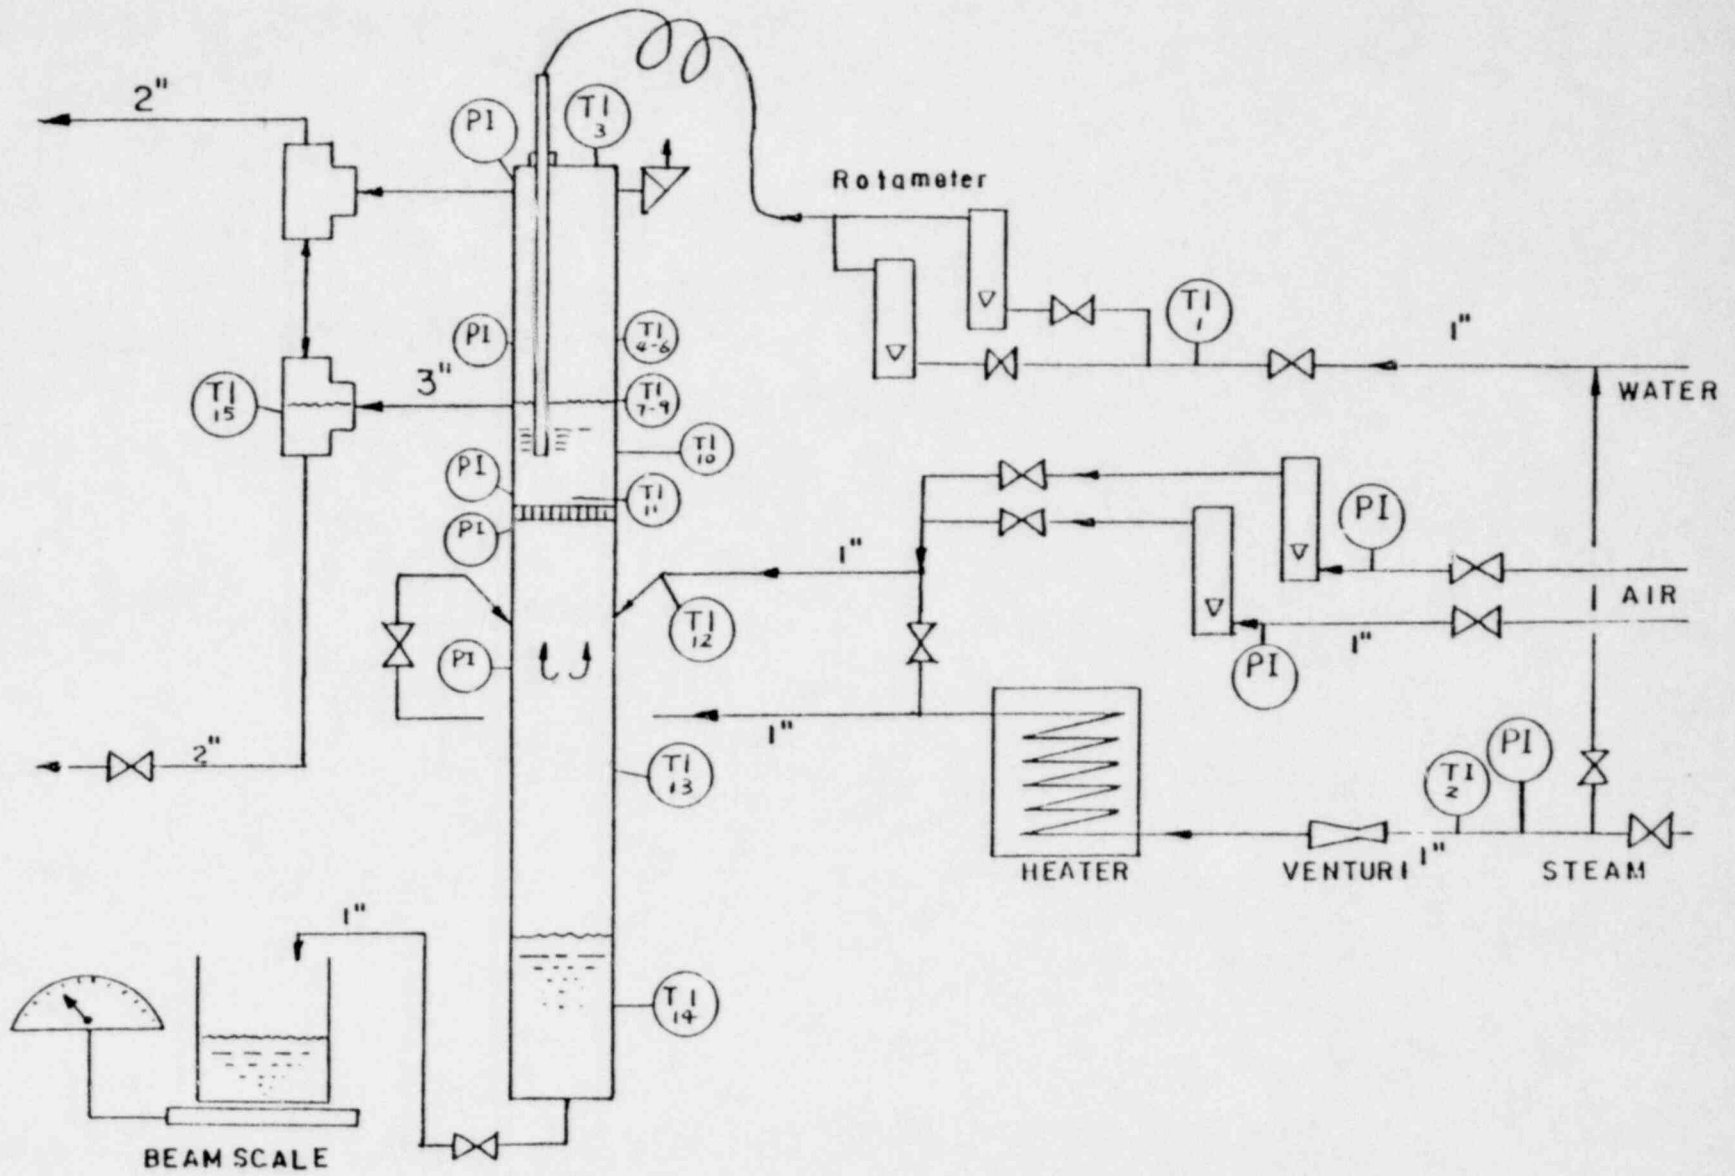 2"
PI
TI
3
Rotameter
PI
TI
4-6
TI
1
1"
WATER
TI
15
3"
TI
7-9
TI
10
PI
TI
11
PI
PI
1"
AIR
TI
12
PI
PI
1"
1"
2"
TI
13
TI
2
PI
HEATER
VENTURI
1"
STEAM
1"
TI
14
BEAM SCALE